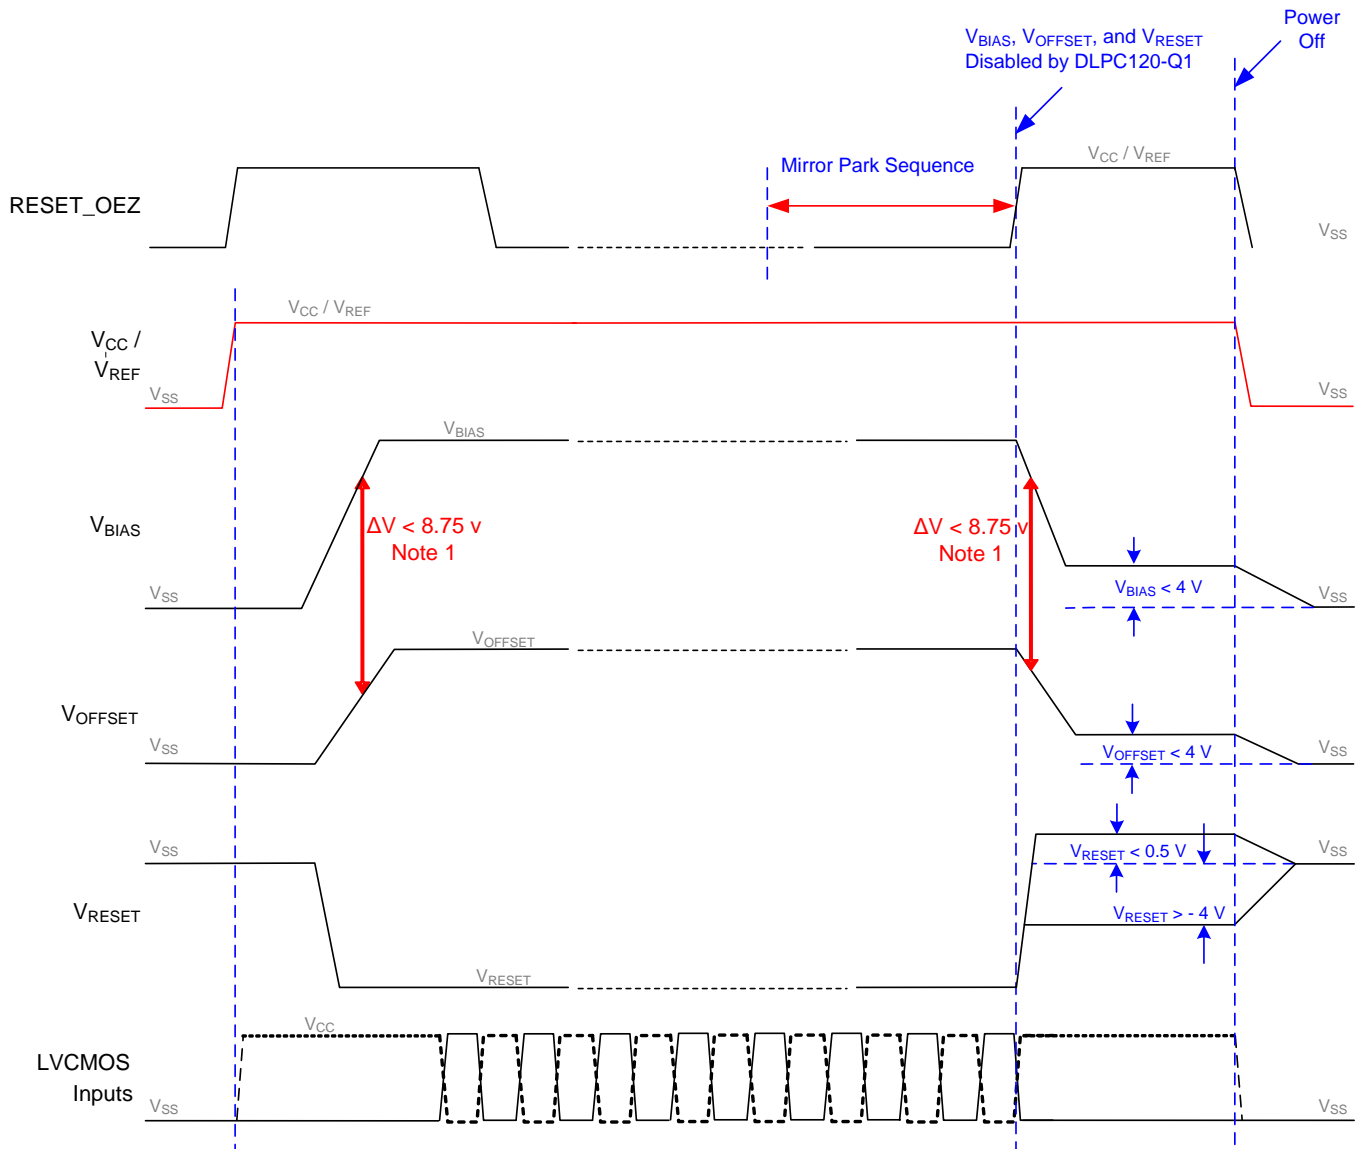 Power
Off
VBIAS, VOFFSET, and VRESET
Disabled by DLPC120-Q1
Mirror Park Sequence
VCC / VREF
RESET_OEZ
VSS
VCC / VREF
VCC /
VREF
VSS
VSS
VBIAS
VBIAS
ΔV < 8.75 v
Note 1
ΔV < 8.75 v
Note 1
VBIAS < 4 V
VSS
VSS
VOFFSET
VOFFSET
VSS
VOFFSET < 4 V
VSS
VSS
VRESET < 0.5 V
VSS
VRESET
VRESET > - 4 V
VRESET
VCC
LVCMOS
Inputs
VSS
VSS